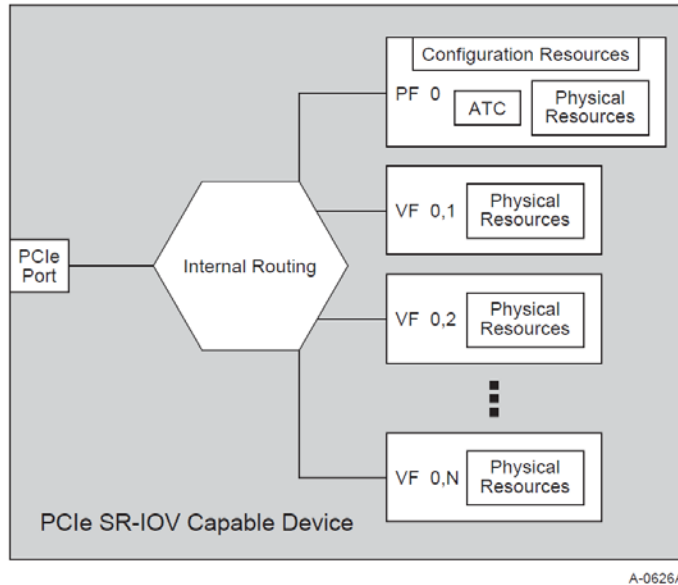 Configuration Resources
PF 0
ATC
Physical
Resources
VF 0,1
Physical
Resources
PCIe
Port
Internal Routing
VF 0,2
Physical
Resources
VF 0,N
Physical
Resources
PCIe SR-IOV Capable Device
A-0626A